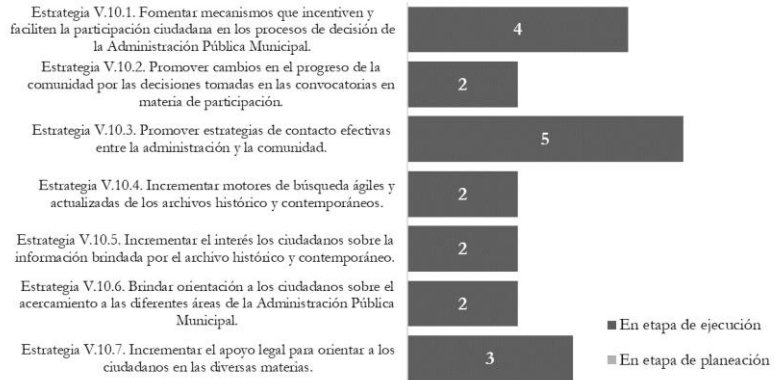 Estrategia V.10.1. Fomentar mecanismos que incentiven y
faciliten la participación ciudadana en los procesos de decisión de
la Administración Pública Municipal.
4
Estrategia V.10.2. Promover cambios en el progreso de la
comunidad por las decisiones tomadas en las convocatorias en
materia de participación.
2
Estrategia V.10.3. Promover estrategias de contacto efectivas
entre la administración y la comunidad.
5
Estrategia V.10.4. Incrementar motores de búsqueda ágiles y
actualizadas de los archivos histórico y contemporáneos.
2
Estrategia V.10.5. Incrementar el interés los ciudadanos sobre la
información brindada por el archivo histórico y contemporáneo.
2
Estrategia V.10.6. Brindar orientación a los ciudadanos sobre el
acercamiento a las diferentes áreas de la Administración Pública
Municipal.
2
Estrategia V.10.7. Incrementar el apoyo legal para orientar a los
ciudadanos en las diversas materias.
3
En etapa de ejecución
En etapa de planeación